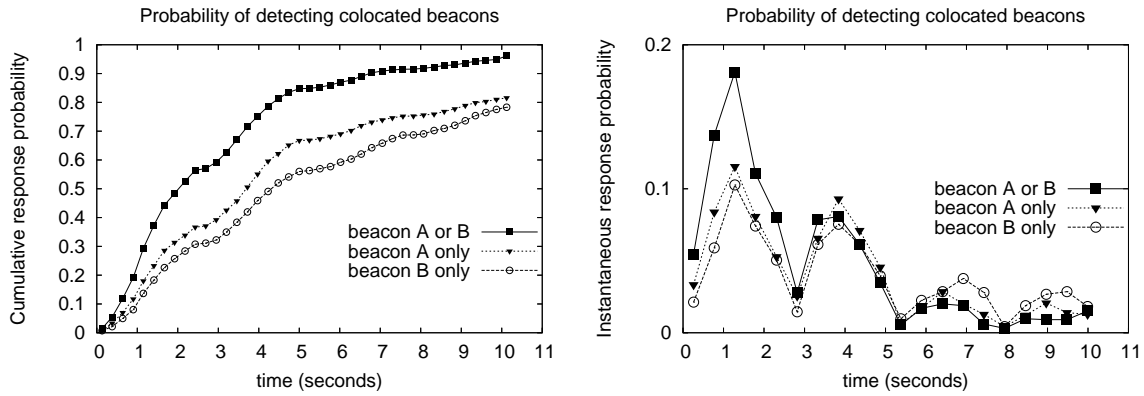 Probability of detecting colocated beacons
Cumulative response probability
1
0.9
0.8
0.7
0.6
0.5
0.4
0.3
0.2
0.1
0
beacon A or B
beacon A only
beacon B only
0 1 2 3 4 5 6 7 8 9 10 11
time (seconds)
Probability of detecting colocated beacons
Instantaneous response probability
0.2
0.1
0
beacon A or B
beacon A only
beacon B only
0 1 2 3 4 5 6 7 8 9 10 11
time (seconds)